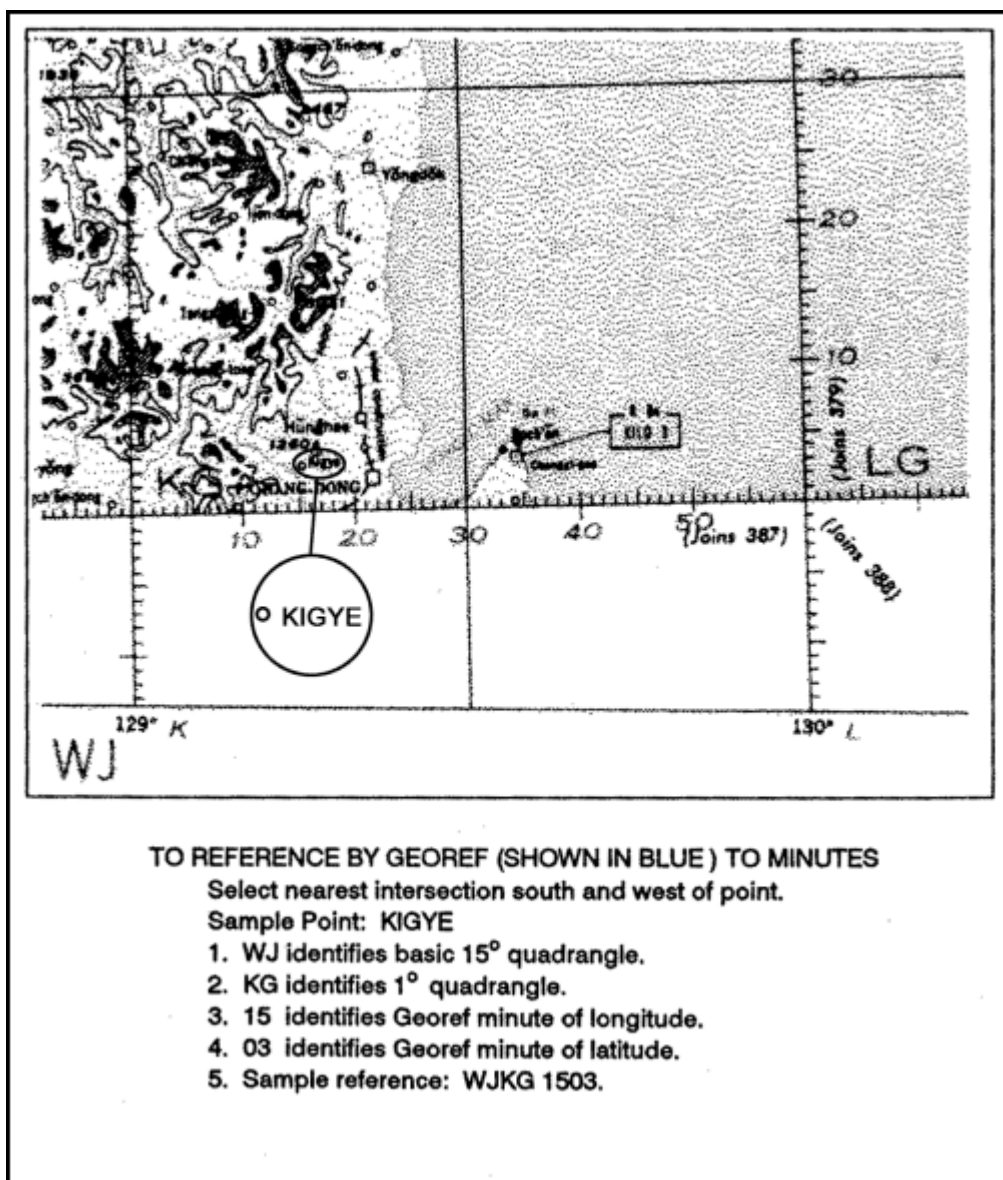 30
Yŏngdŏk
20
10
(Joins 379)
Hŭnghae
Kigye
LG
10 20 30 40 50
(Joins 387)
(Joins 388)
KIGYE
129° K
130° L
WJ
TO REFERENCE BY GEOREF (SHOWN IN BLUE ) TO MINUTES
Select nearest intersection south and west of point.
Sample Point: KIGYE
1. WJ identifies basic 15° quadrangle.
2. KG identifies 1° quadrangle.
3. 15 identifies Georef minute of longitude.
4. 03 identifies Georef minute of latitude.
5. Sample reference: WJKG 1503.